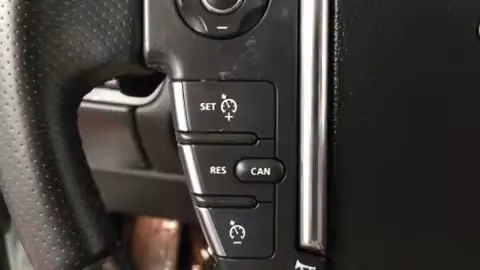 SET +
RES CAN
−